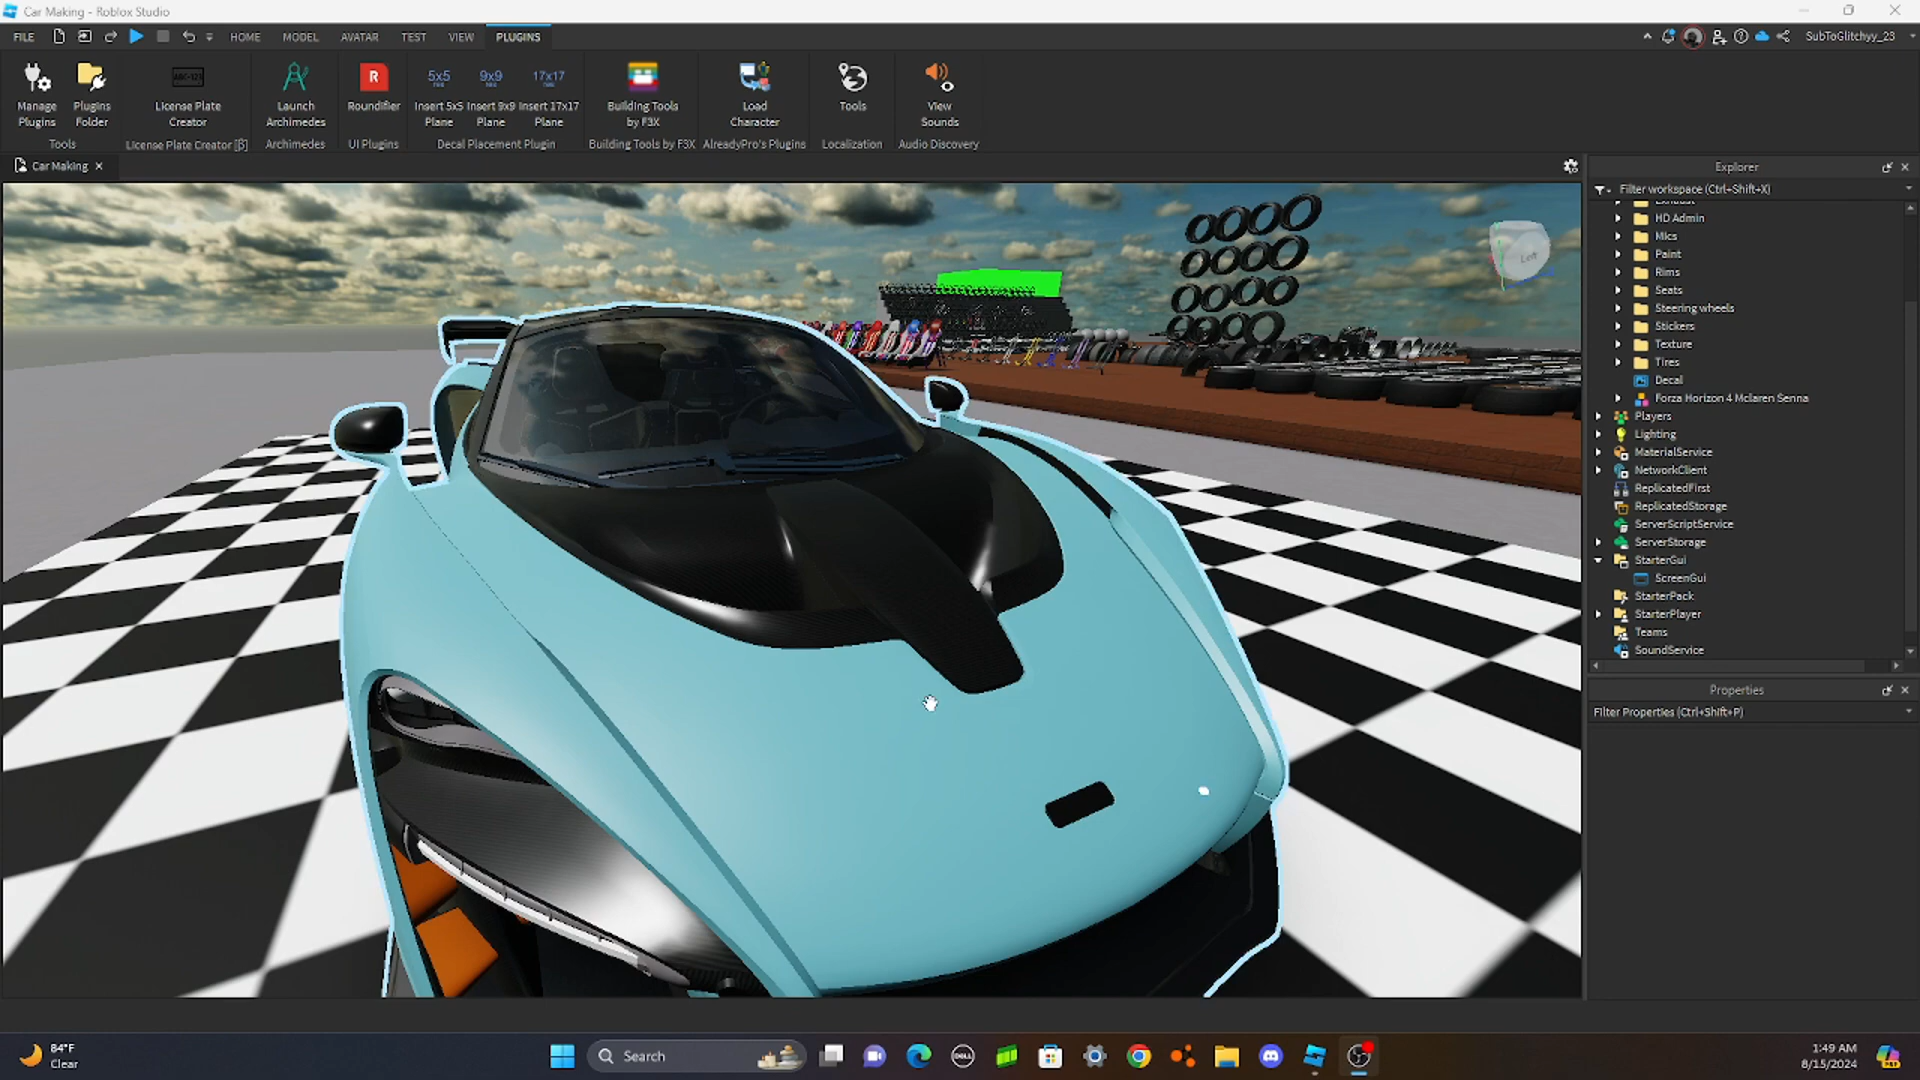 Car Making - Roblox Studio
FILE HOME MODEL AVATAR TEST VIEW PLUGINS SubToGlitchyy_23
Manage Plugins
Plugins Folder
Tools
ABC-123
License Plate Creator
License Plate Creator [β]
Launch Archimedes
Archimedes
R
Roundifier
UI Plugins
5x5 9x9 17x17
Insert 5x5 Plane
Insert 9x9 Plane
Insert 17x17 Plane
Decal Placement Plugin
Building Tools by F3X
Building Tools by F3X
Load Character
AlreadyPro's Plugins
Tools
Localization
View Sounds
Audio Discovery
Car Making
Left
Explorer
Filter workspace (Ctrl+Shift+X)
Exhaust
HD Admin
Mics
Paint
Rims
Seats
Steering wheels
Stickers
Texture
Tires
Decal
Forza Horizon 4 Mclaren Senna
Players
Lighting
MaterialService
NetworkClient
ReplicatedFirst
ReplicatedStorage
ServerScriptService
ServerStorage
StarterGui
ScreenGui
StarterPack
StarterPlayer
Teams
SoundService
Properties
Filter Properties (Ctrl+Shift+P)
84°F
Clear
Search
DELL
1:49 AM
8/15/2024